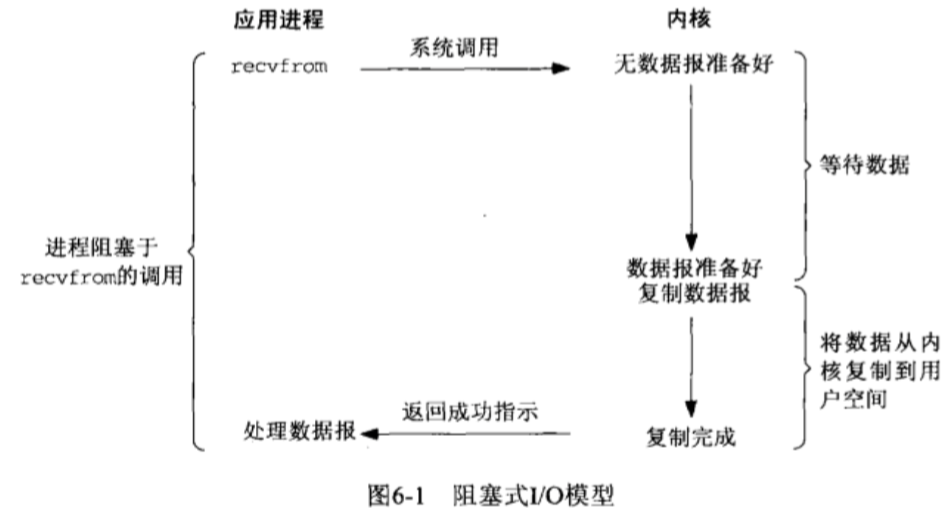 应用进程
内核
recvfrom
系统调用
无数据报准备好
等待数据
进程阻塞于
recvfrom的调用
数据报准备好
复制数据报
将数据从内
核复制到用
户空间
处理数据报
返回成功指示
复制完成
图6-1 阻塞式I/O模型